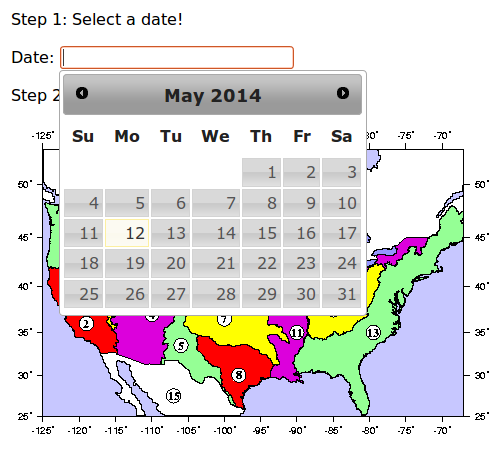 Step 1: Select a date!
Date:
Step 2
May 2014
Su Mo Tu We Th Fr Sa
1 2 3
4 5 6 7 8 9 10
11 12 13 14 15 16 17
18 19 20 21 22 23 24
25 26 27 28 29 30 31
-125° -75° -70°
50° 50°
45° 45°
40° 40°
35° 2 7 11 13 35°
5
30° 8 30°
15
25° 25°
-125° -120° -115° -110° -105° -100° -95° -90° -85° -80° -75° -70°